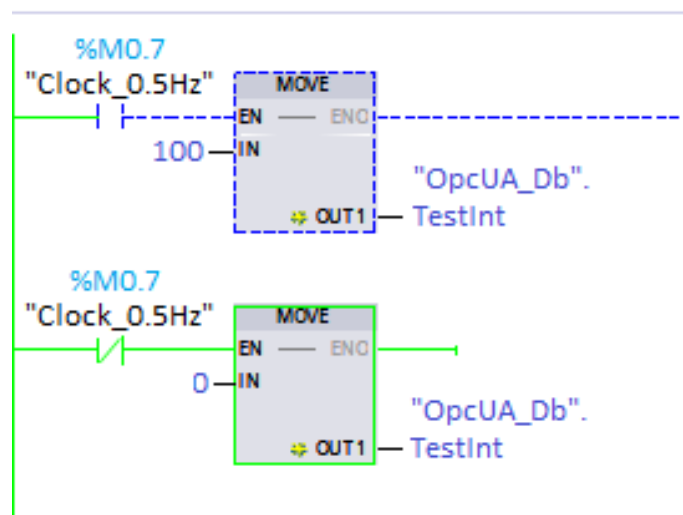 %M0.7
"Clock_0.5Hz"
MOVE
EN
ENO
100
IN
"OpcUA_Db".
OUT1
TestInt
%M0.7
"Clock_0.5Hz"
MOVE
EN
ENO
0
IN
"OpcUA_Db".
OUT1
TestInt